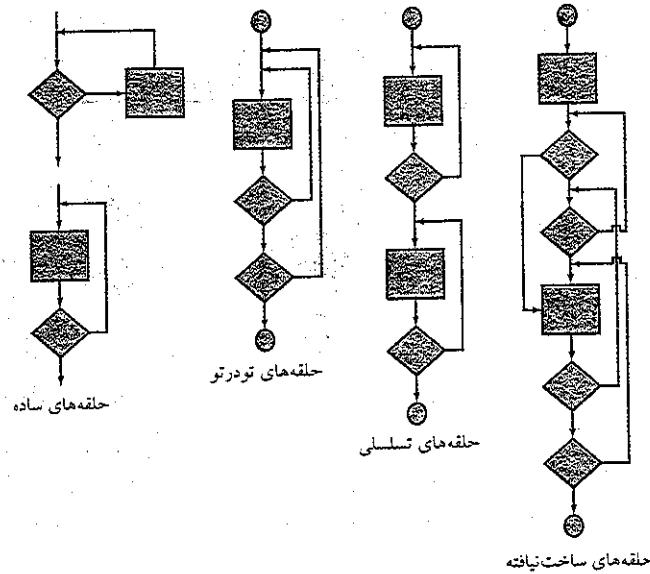 حلقه‌های ساده
حلقه‌های تودرتو
حلقه‌های تسلسلی
حلقه‌های ساخت‌نیافته